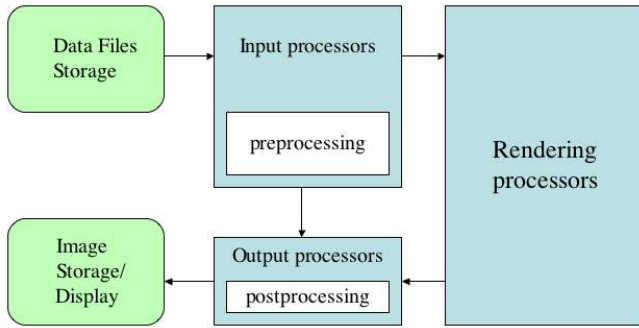 Data Files
Storage
Input processors
preprocessing
Rendering
processors
Image
Storage/
Display
Output processors
postprocessing